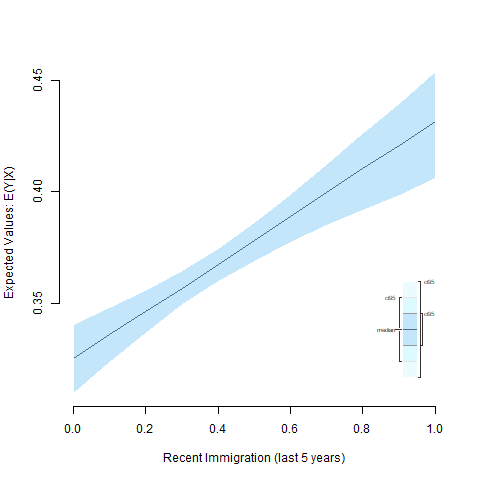 0.45
0.40
0.35
Expected Values: E(Y|X)
ci95
ci95
ci95
median
0.0 0.2 0.4 0.6 0.8 1.0
Recent Immigration (last 5 years)